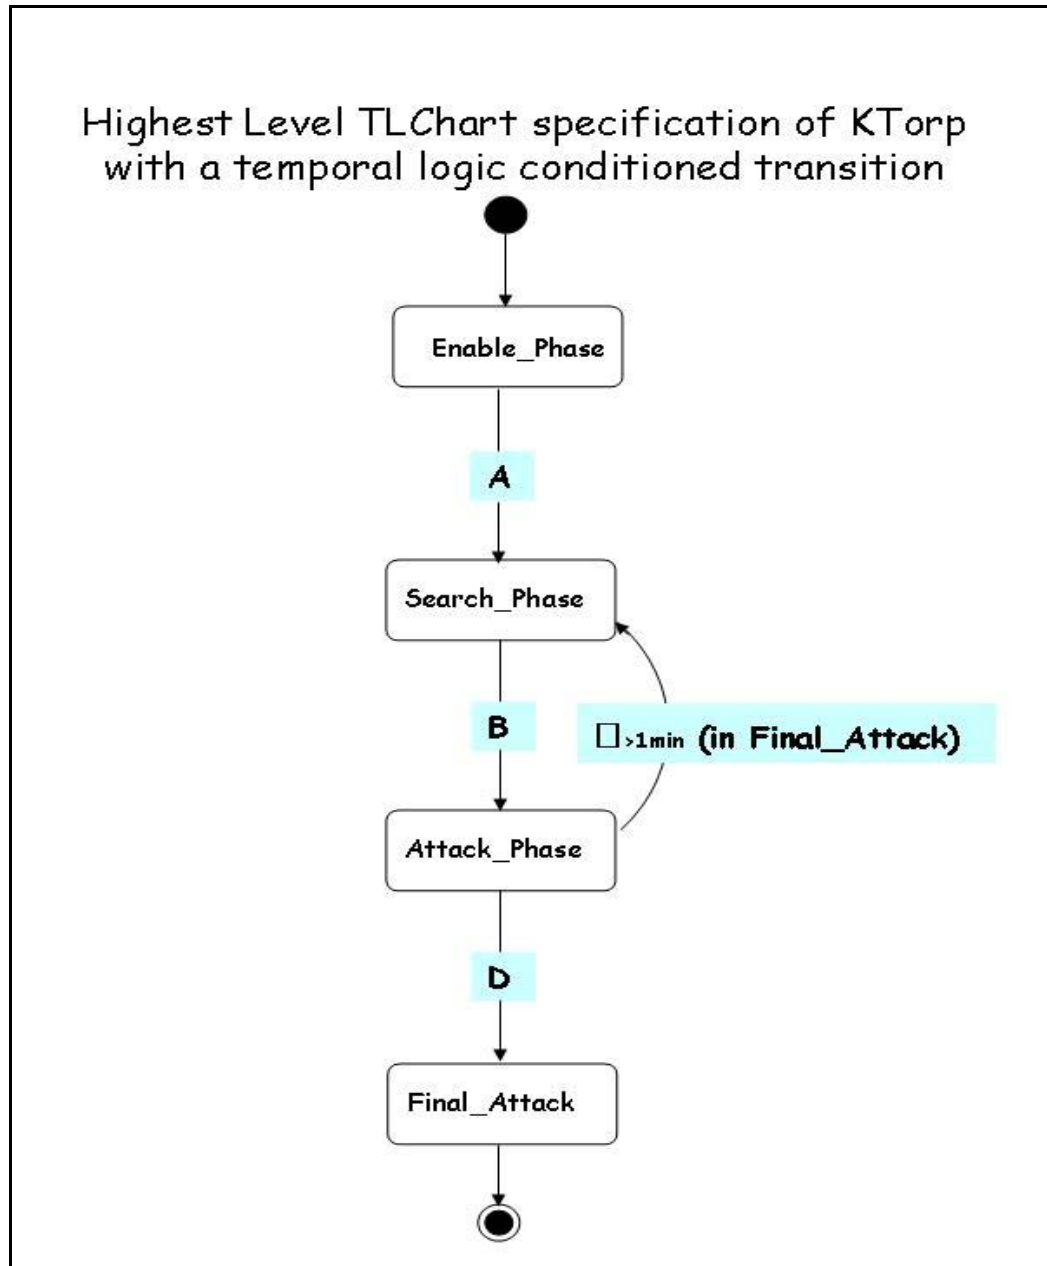 Highest Level TLChart specification of KTorp
with a temporal logic conditioned transition
Enable_Phase
A
Search_Phase
B
□>1min (in Final_Attack)
Attack_Phase
D
Final_Attack